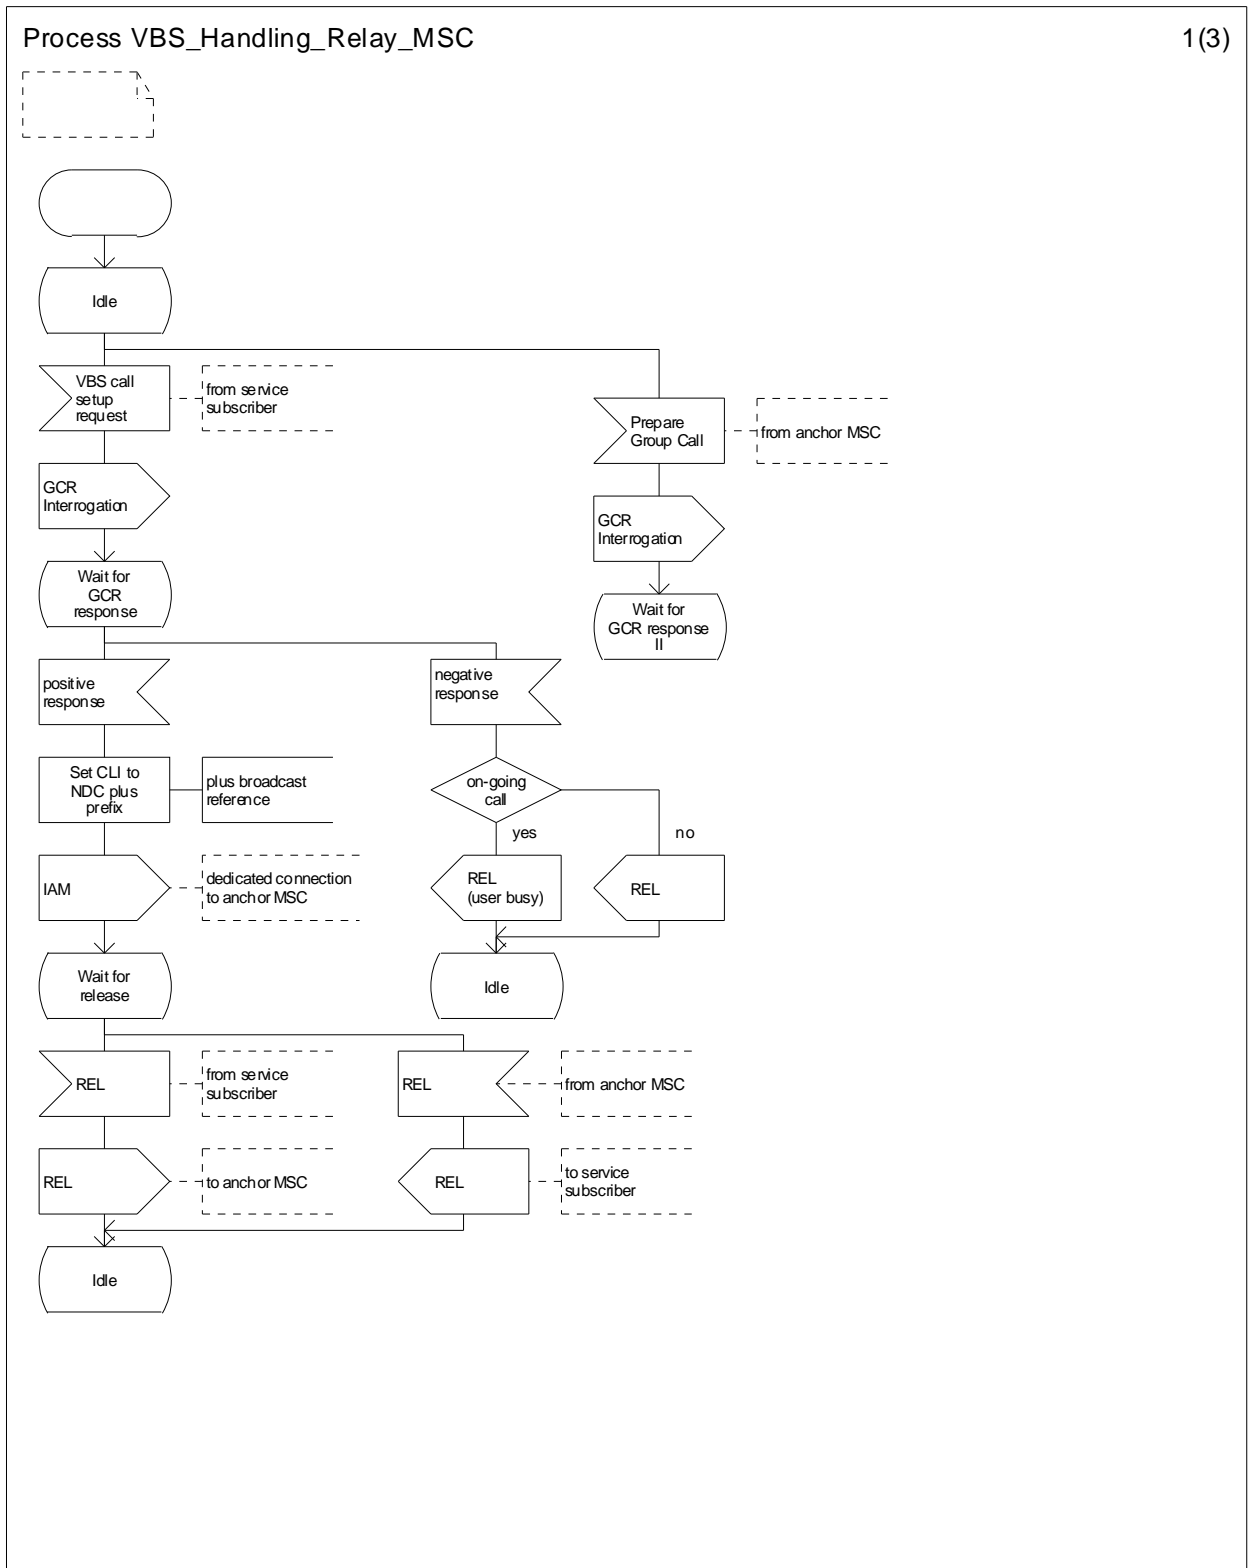 Process VBS_Handling_Relay_MSC
1(3)
Idle
VBS call
setup
request
from service
subscriber
Prepare
Group Call
from anchor MSC
GCR
Interrogation
GCR
Interrogation
Wait for
GCR
response
Wait for
GCR response
II
positive
response
negative
response
Set CLI to
NDC plus
prefix
plus broadcast
reference
on-going
call
yes
no
IAM
dedicated connection
to anchor MSC
REL
(user busy)
REL
Wait for
release
Idle
REL
from service
subscriber
REL
from anchor MSC
REL
to anchor MSC
REL
to service
subscriber
Idle